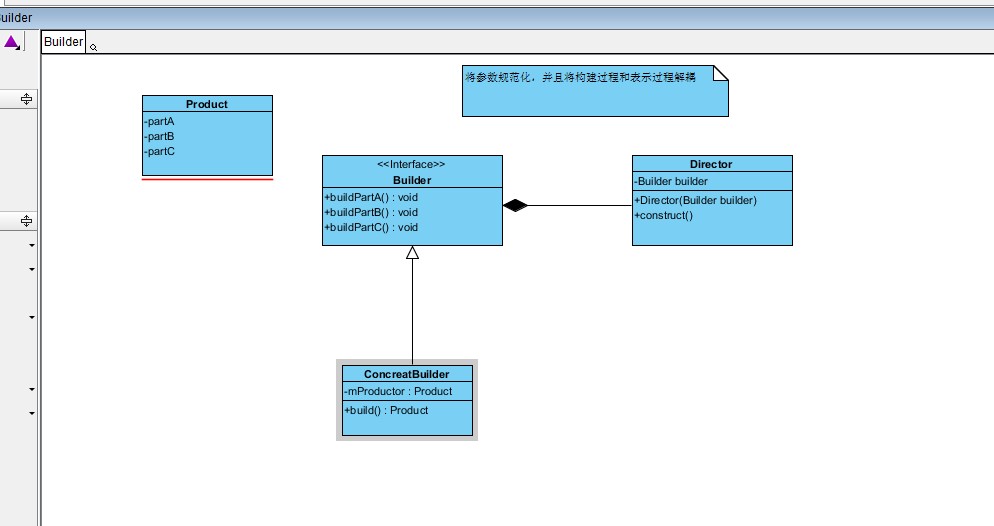 uilder
Builder
将参数规范化，并且将构建过程和表示过程解耦
Product
-partA
-partB
-partC
<<Interface>>
Builder
+buildPartA() : void
+buildPartB() : void
+buildPartC() : void
Director
-Builder builder
+Director(Builder builder)
+construct()
ConcreatBuilder
-mProductor : Product
+build() : Product